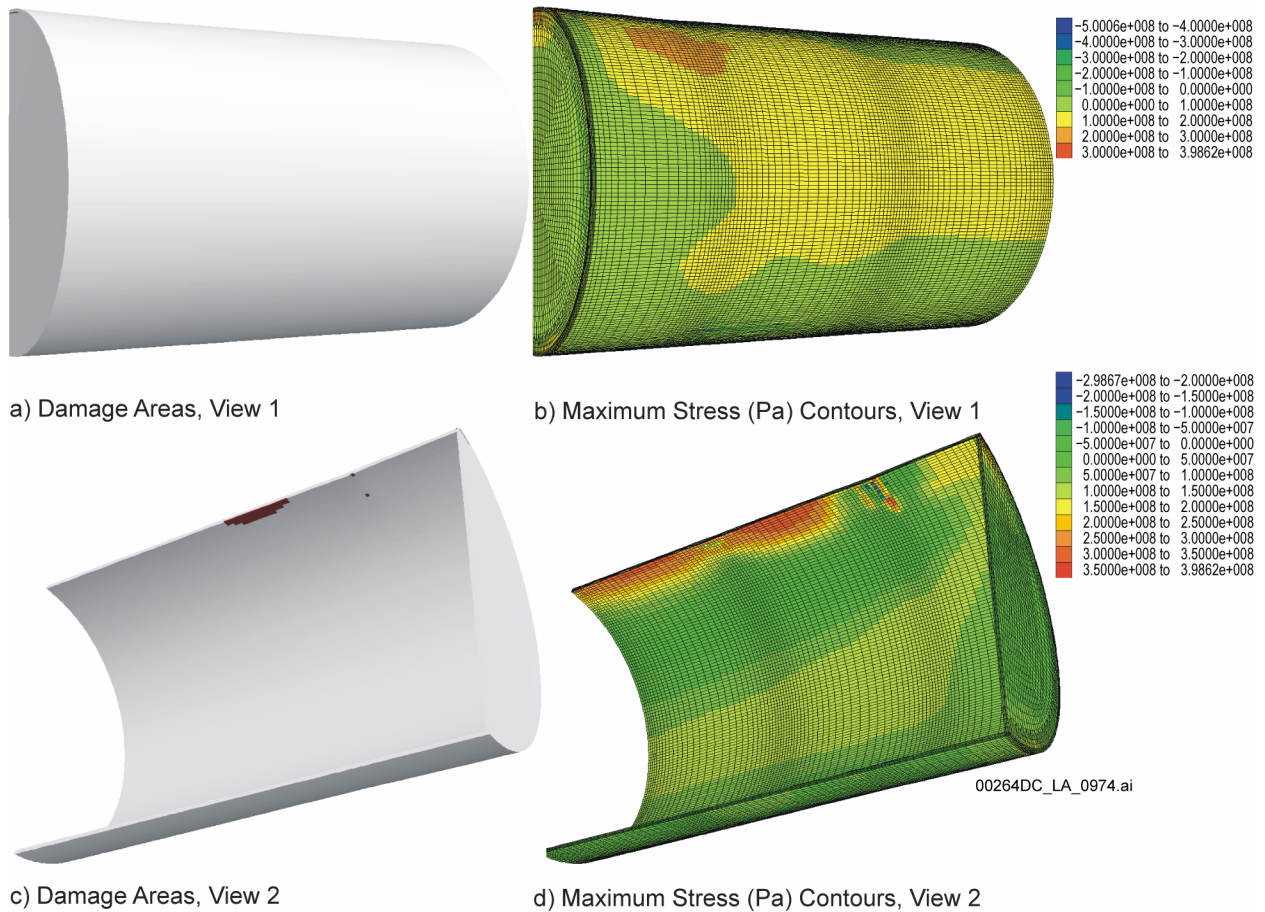 −5.0006e+008 to −4.0000e+008
−4.0000e+008 to −3.0000e+008
−3.0000e+008 to −2.0000e+008
−2.0000e+008 to −1.0000e+008
−1.0000e+008 to 0.0000e+000
0.0000e+000 to 1.0000e+008
1.0000e+008 to 2.0000e+008
2.0000e+008 to 3.0000e+008
3.0000e+008 to 3.9862e+008
a) Damage Areas, View 1
b) Maximum Stress (Pa) Contours, View 1
−2.9867e+008 to −2.0000e+008
−2.0000e+008 to −1.5000e+008
−1.5000e+008 to −1.0000e+008
−1.0000e+008 to −5.0000e+007
−5.0000e+007 to 0.0000e+000
0.0000e+000 to 5.0000e+007
5.0000e+007 to 1.0000e+008
1.0000e+008 to 1.5000e+008
1.5000e+008 to 2.0000e+008
2.0000e+008 to 2.5000e+008
2.5000e+008 to 3.0000e+008
3.0000e+008 to 3.5000e+008
3.5000e+008 to 3.9862e+008
00264DC_LA_0974.ai
c) Damage Areas, View 2
d) Maximum Stress (Pa) Contours, View 2